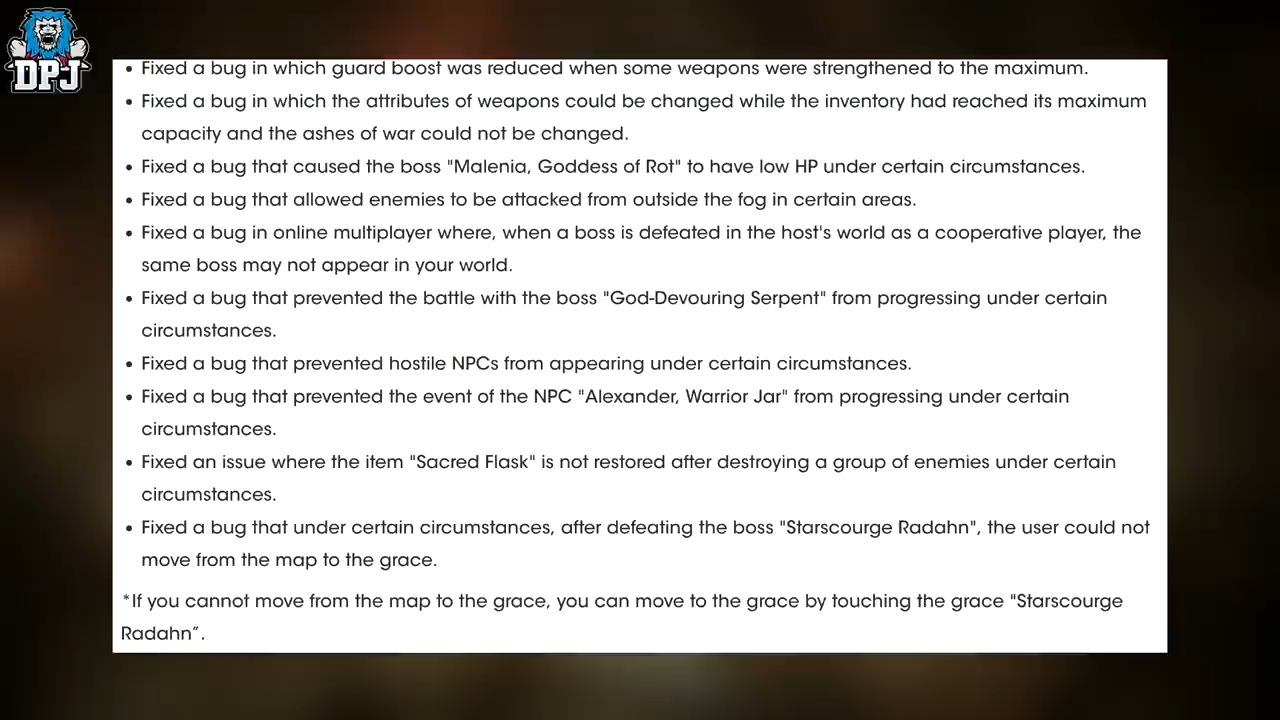 DPJ
• Fixed a bug in which guard boost was reduced when some weapons were strengthened to the maximum.
• Fixed a bug in which the attributes of weapons could be changed while the inventory had reached its maximum
capacity and the ashes of war could not be changed.
• Fixed a bug that caused the boss "Malenia, Goddess of Rot" to have low HP under certain circumstances.
• Fixed a bug that allowed enemies to be attacked from outside the fog in certain areas.
• Fixed a bug in online multiplayer where, when a boss is defeated in the host's world as a cooperative player, the
same boss may not appear in your world.
• Fixed a bug that prevented the battle with the boss "God-Devouring Serpent" from progressing under certain
circumstances.
• Fixed a bug that prevented hostile NPCs from appearing under certain circumstances.
• Fixed a bug that prevented the event of the NPC "Alexander, Warrior Jar" from progressing under certain
circumstances.
• Fixed an issue where the item "Sacred Flask" is not restored after destroying a group of enemies under certain
circumstances.
• Fixed a bug that under certain circumstances, after defeating the boss "Starscourge Radahn", the user could not
move from the map to the grace.
*If you cannot move from the map to the grace, you can move to the grace by touching the grace "Starscourge
Radahn”.